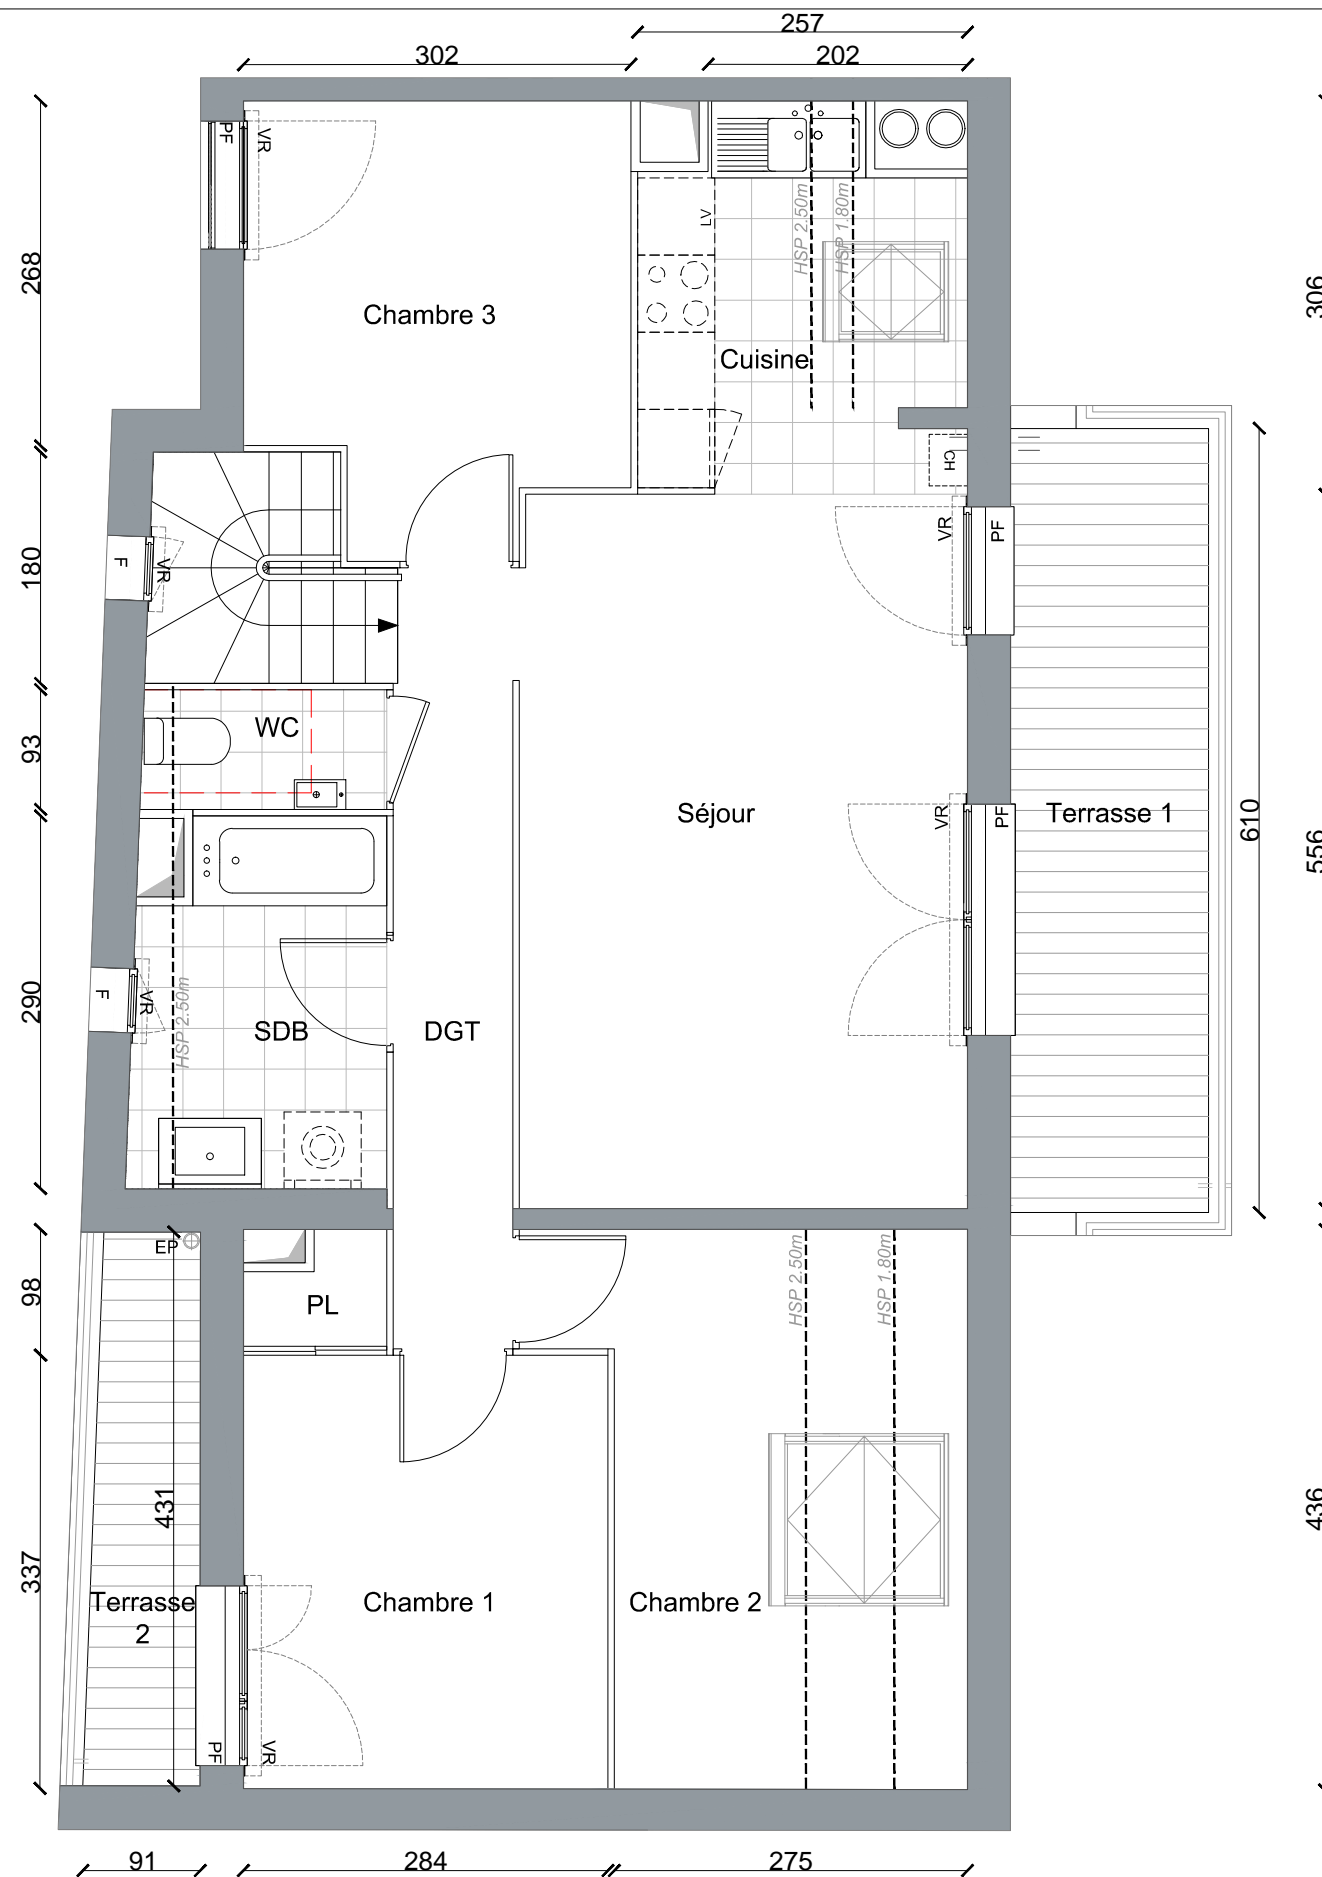 257
302
202
PF
VR
HSP 2.50m
HSP 1.80m
LV
268
306
Chambre 3
Cuisine
CH
VR
PF
180
F
VR
WC
93
Séjour
VR
PF
Terrasse 1
610
556
290
F
VR
HSP 2.50m
SDB
DGT
EP
98
PL
HSP 2.50m
HSP 1.80m
431
436
337
Terrasse
2
Chambre 1
Chambre 2
PF
VR
91
284
275